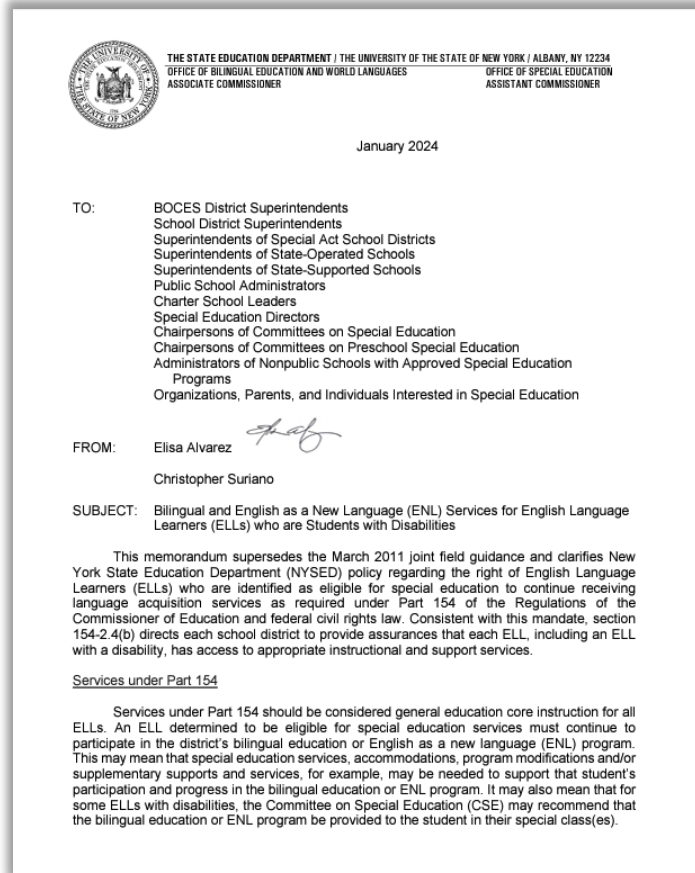 THE STATE EDUCATION DEPARTMENT / THE UNIVERSITY OF THE STATE OF NEW YORK / ALBANY, NY 12234
OFFICE OF BILINGUAL EDUCATION AND WORLD LANGUAGES OFFICE OF SPECIAL EDUCATION
ASSOCIATE COMMISSIONER ASSISTANT COMMISSIONER
January 2024
TO: BOCES District Superintendents
School District Superintendents
Superintendents of Special Act School Districts
Superintendents of State-Operated Schools
Superintendents of State-Supported Schools
Public School Administrators
Charter School Leaders
Special Education Directors
Chairpersons of Committees on Special Education
Chairpersons of Committees on Preschool Special Education
Administrators of Nonpublic Schools with Approved Special Education
Programs
Organizations, Parents, and Individuals Interested in Special Education
FROM: Elisa Alvarez
Christopher Suriano
SUBJECT: Bilingual and English as a New Language (ENL) Services for English Language
Learners (ELLs) who are Students with Disabilities
This memorandum supersedes the March 2011 joint field guidance and clarifies New
York State Education Department (NYSED) policy regarding the right of English Language
Learners (ELLs) who are identified as eligible for special education to continue receiving
language acquisition services as required under Part 154 of the Regulations of the
Commissioner of Education and federal civil rights law. Consistent with this mandate, section
154-2.4(b) directs each school district to provide assurances that each ELL, including an ELL
with a disability, has access to appropriate instructional and support services.
Services under Part 154
Services under Part 154 should be considered general education core instruction for all
ELLs. An ELL determined to be eligible for special education services must continue to
participate in the district's bilingual education or English as a new language (ENL) program.
This may mean that special education services, accommodations, program modifications and/or
supplementary supports and services, for example, may be needed to support that student's
participation and progress in the bilingual education or ENL program. It may also mean that for
some ELLs with disabilities, the Committee on Special Education (CSE) may recommend that
the bilingual education or ENL program be provided to the student in their special class(es).
THE UNIVERSITY OF
THE STATE OF NEW YORK